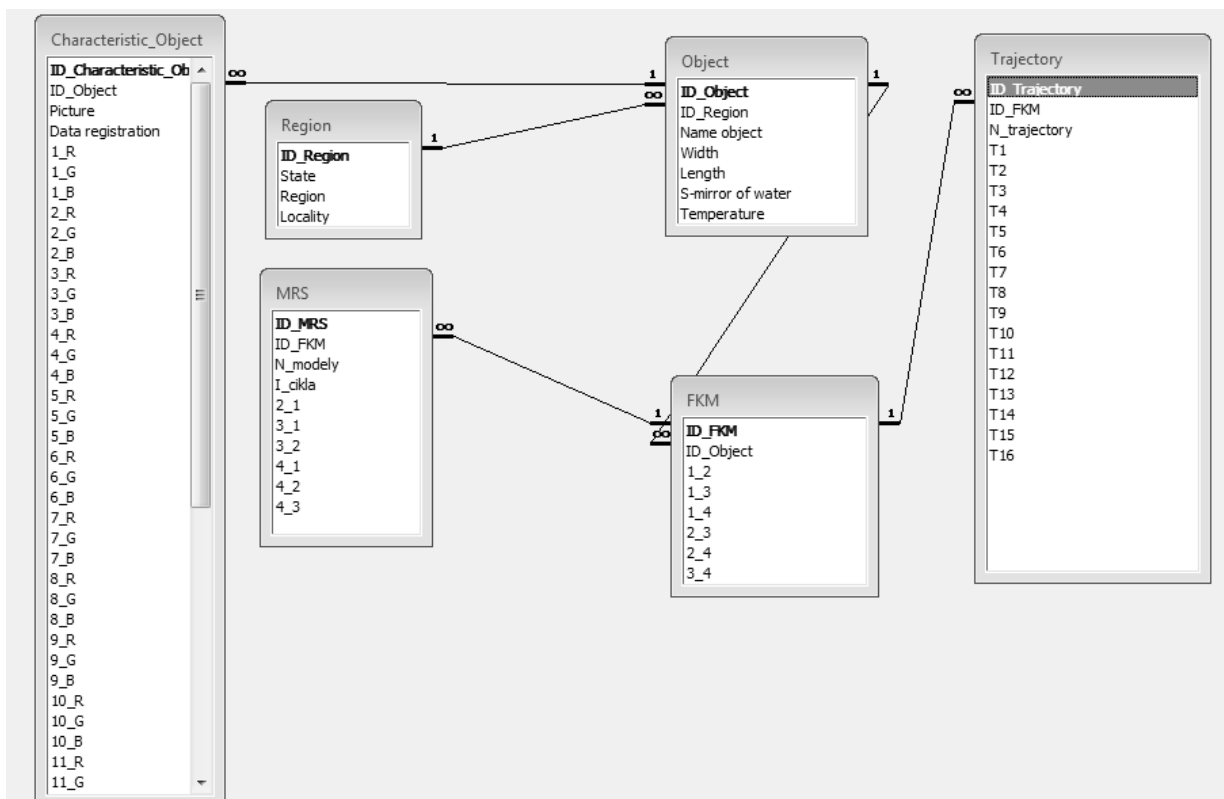 Characteristic_Object
ID_Characteristic_Ob
ID_Object
Picture
Data registration
1_R
1_G
1_B
2_R
2_G
2_B
3_R
3_G
3_B
4_R
4_G
4_B
5_R
5_G
5_B
6_R
6_G
6_B
7_R
7_G
7_B
8_R
8_G
8_B
9_R
9_G
9_B
10_R
10_G
10_B
11_R
11_G
∞
1
∞
Region
ID_Region
State
Region
Locality
1
MRS
ID_MRS
ID_FKM
N_modely
I_cikla
2_1
3_1
3_2
4_1
4_2
4_3
∞
Object
ID_Object
ID_Region
Name object
Width
Length
S-mirror of water
Temperature
1
1
∞
FKM
ID_FKM
ID_Object
1_2
1_3
1_4
2_3
2_4
3_4
1
∞
Trajectory
ID_Trajectory
ID_FKM
N_trajectory
T1
T2
T3
T4
T5
T6
T7
T8
T9
T10
T11
T12
T13
T14
T15
T16